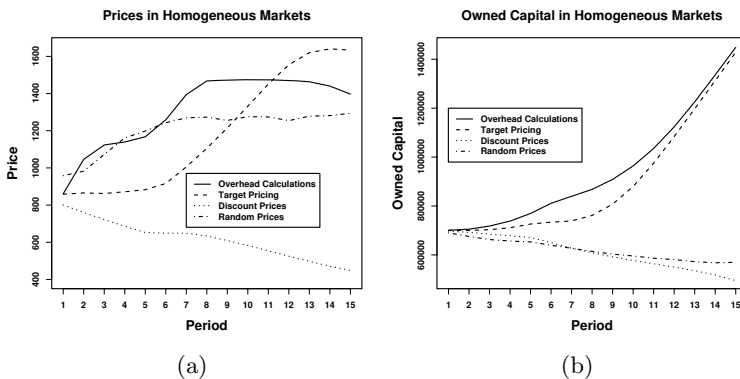 Prices in Homogeneous Markets
Price
1600
1400
1200
1000
800
600
400
Overhead Calculations
Target Pricing
Discount Prices
Random Prices
1 2 3 4 5 6 7 8 9 10 11 12 13 14 15
Period
(a)
Owned Capital in Homogeneous Markets
Owned Capital
1400000
1200000
1000000
800000
600000
Overhead Calculations
Target Pricing
Discount Prices
Random Prices
1 2 3 4 5 6 7 8 9 10 11 12 13 14 15
Period
(b)